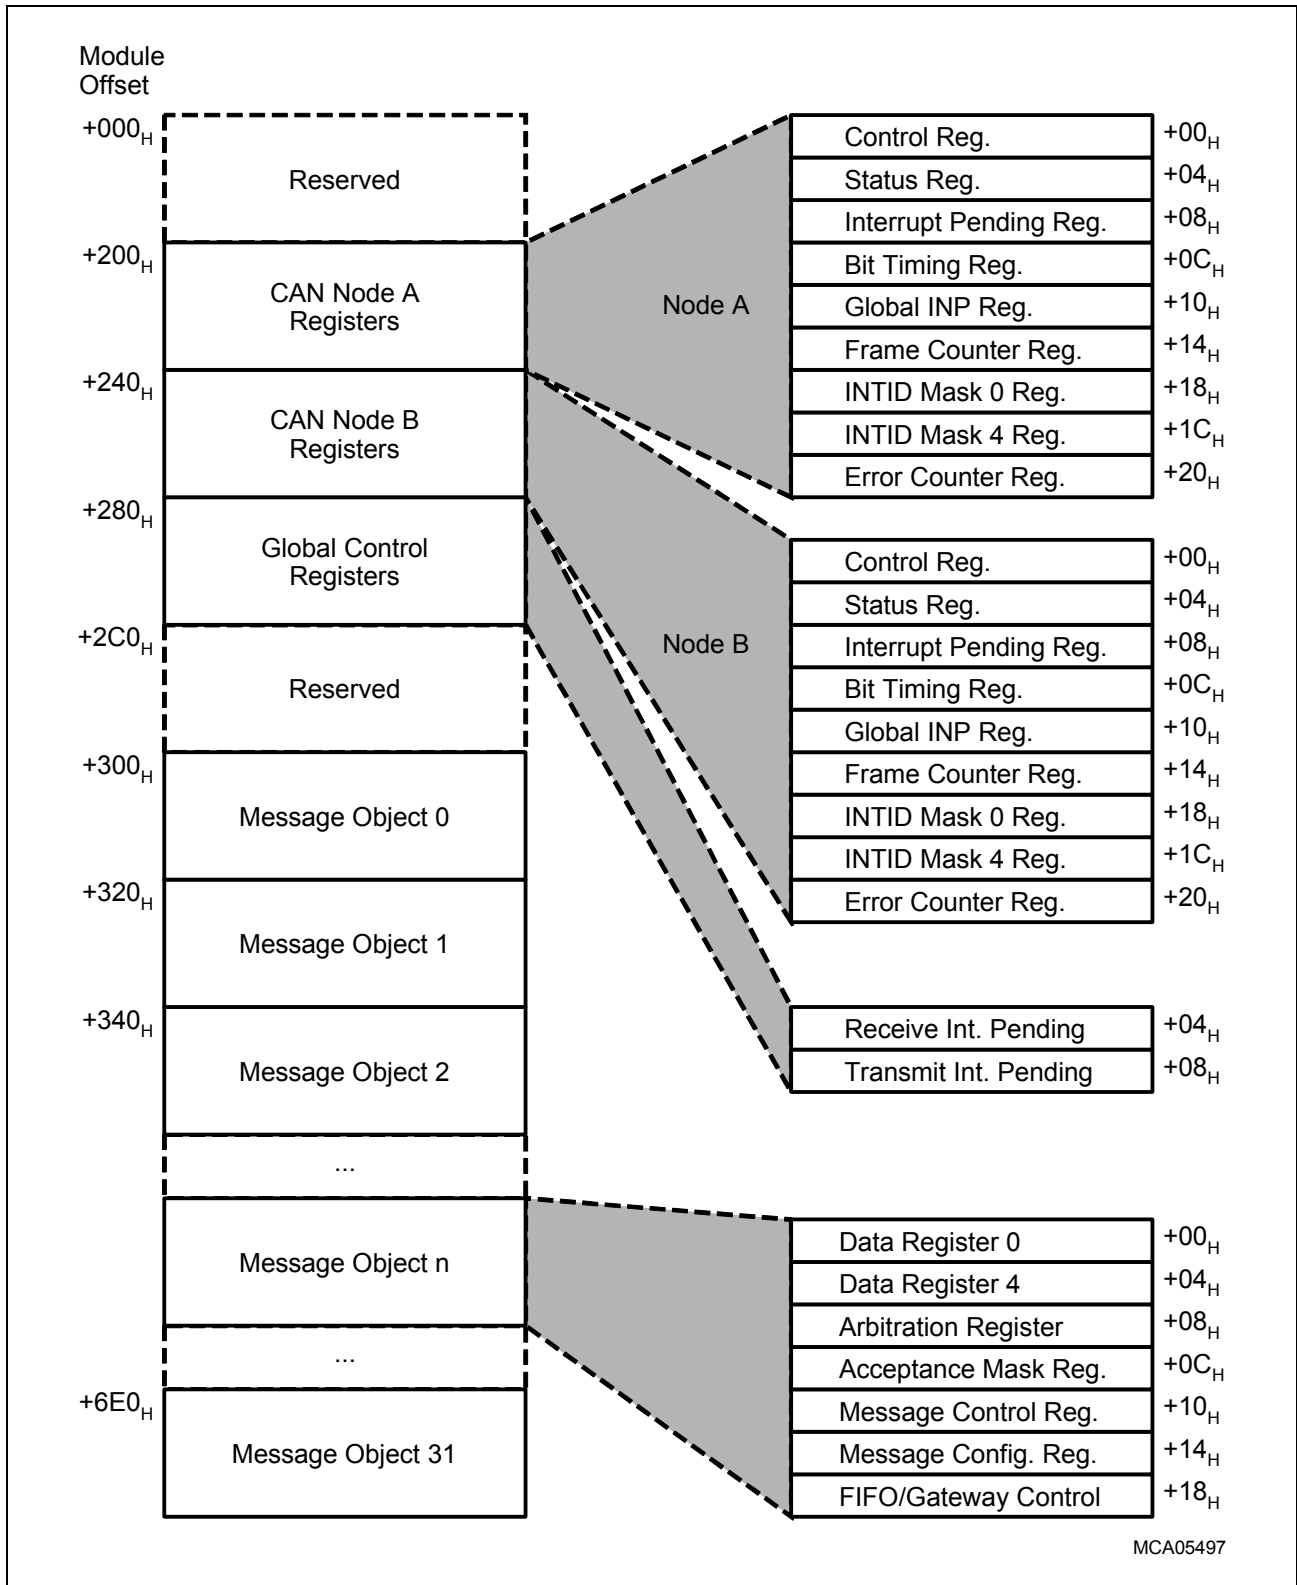 Module
Offset
+000H
Reserved
+200H
CAN Node A
Registers
+240H
CAN Node B
Registers
+280H
Global Control
Registers
+2C0H
Reserved
+300H
Message Object 0
+320H
Message Object 1
+340H
Message Object 2
...
Message Object n
...
+6E0H
Message Object 31
Node A
Control Reg. +00H
Status Reg. +04H
Interrupt Pending Reg. +08H
Bit Timing Reg. +0CH
Global INP Reg. +10H
Frame Counter Reg. +14H
INTID Mask 0 Reg. +18H
INTID Mask 4 Reg. +1CH
Error Counter Reg. +20H
Node B
Control Reg. +00H
Status Reg. +04H
Interrupt Pending Reg. +08H
Bit Timing Reg. +0CH
Global INP Reg. +10H
Frame Counter Reg. +14H
INTID Mask 0 Reg. +18H
INTID Mask 4 Reg. +1CH
Error Counter Reg. +20H
Receive Int. Pending +04H
Transmit Int. Pending +08H
Data Register 0 +00H
Data Register 4 +04H
Arbitration Register +08H
Acceptance Mask Reg. +0CH
Message Control Reg. +10H
Message Config. Reg. +14H
FIFO/Gateway Control +18H
MCA05497